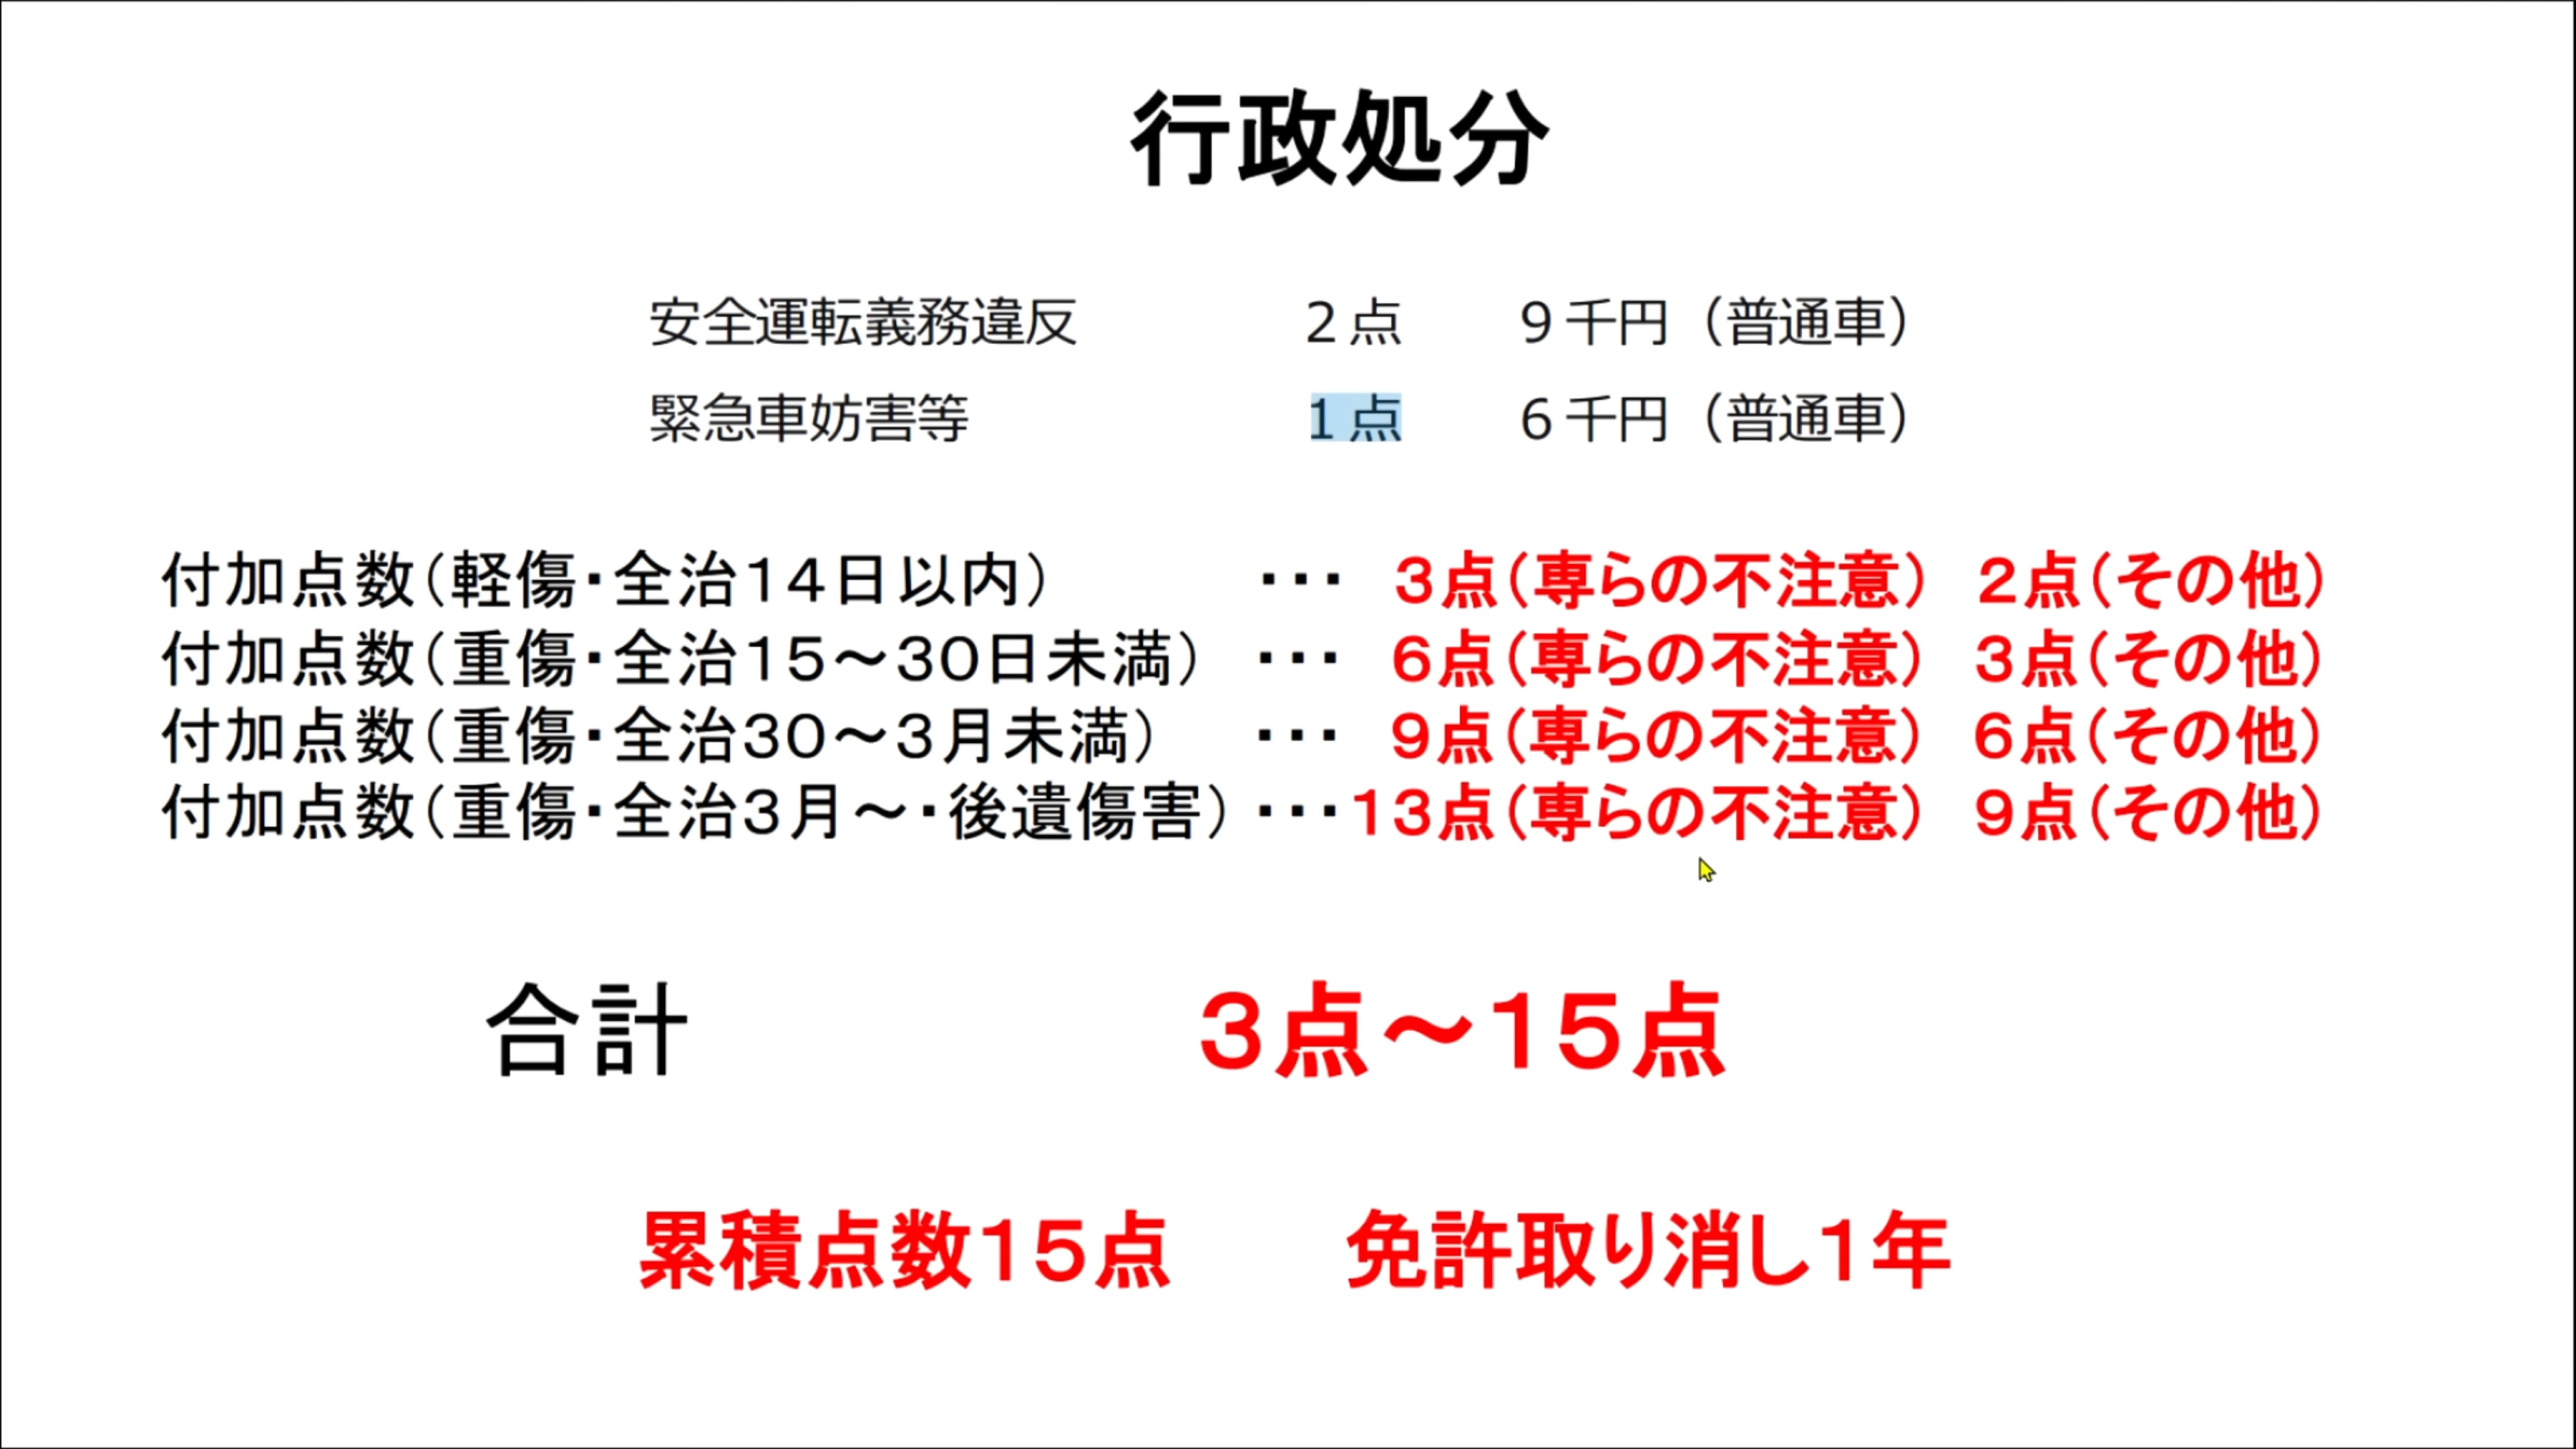 行政処分
安全運転義務違反 2点 9千円（普通車）
緊急車妨害等 1点 6千円（普通車）
付加点数（軽傷・全治１４日以内） ・・・ ３点（専らの不注意） ２点（その他）
付加点数（重傷・全治１５～３０日未満） ・・・ ６点（専らの不注意） ３点（その他）
付加点数（重傷・全治３０～３月未満） ・・・ ９点（専らの不注意） ６点（その他）
付加点数（重傷・全治３月～・後遺傷害）・・・１３点（専らの不注意） ９点（その他）
合計 ３点～１５点
累積点数１５点 免許取り消し１年